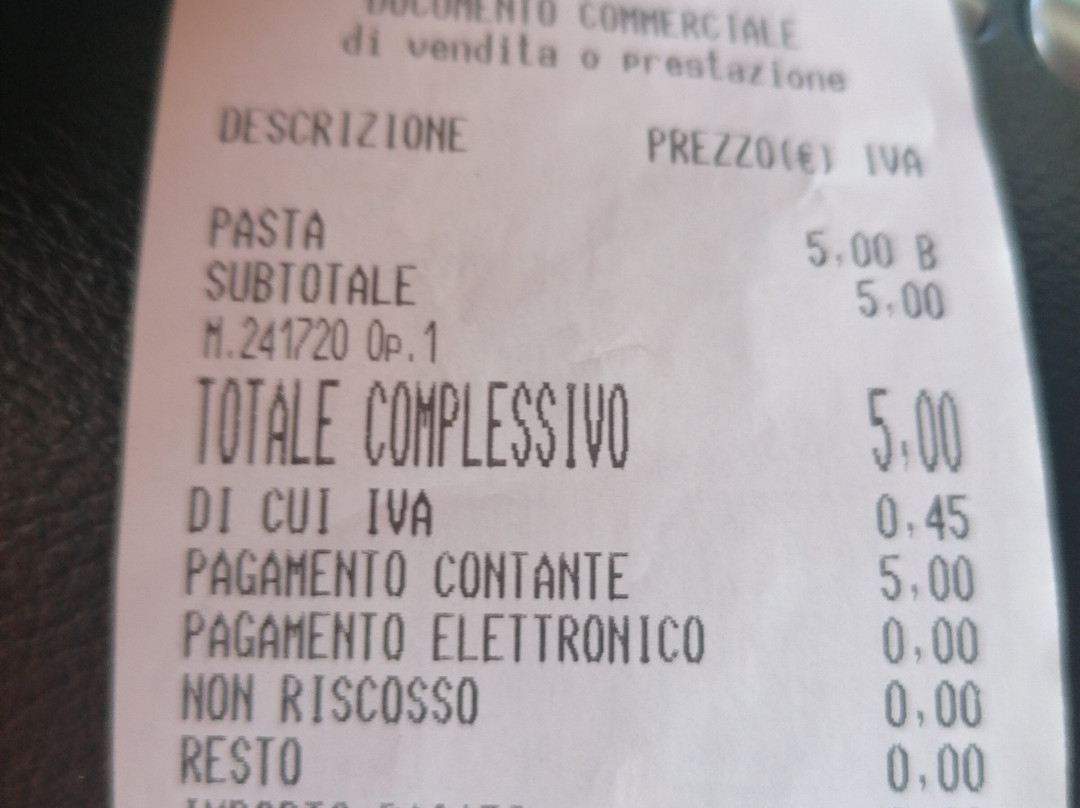 DOCUMENTO COMMERCIALE
di vendita o prestazione
DESCRIZIONE PREZZO(€) IVA
PASTA 5,00 B
SUBTOTALE 5,00
M.241720 Op.1
TOTALE COMPLESSIVO 5,00
DI CUI IVA 0,45
PAGAMENTO CONTANTE 5,00
PAGAMENTO ELETTRONICO 0,00
NON RISCOSSO 0,00
RESTO 0,00